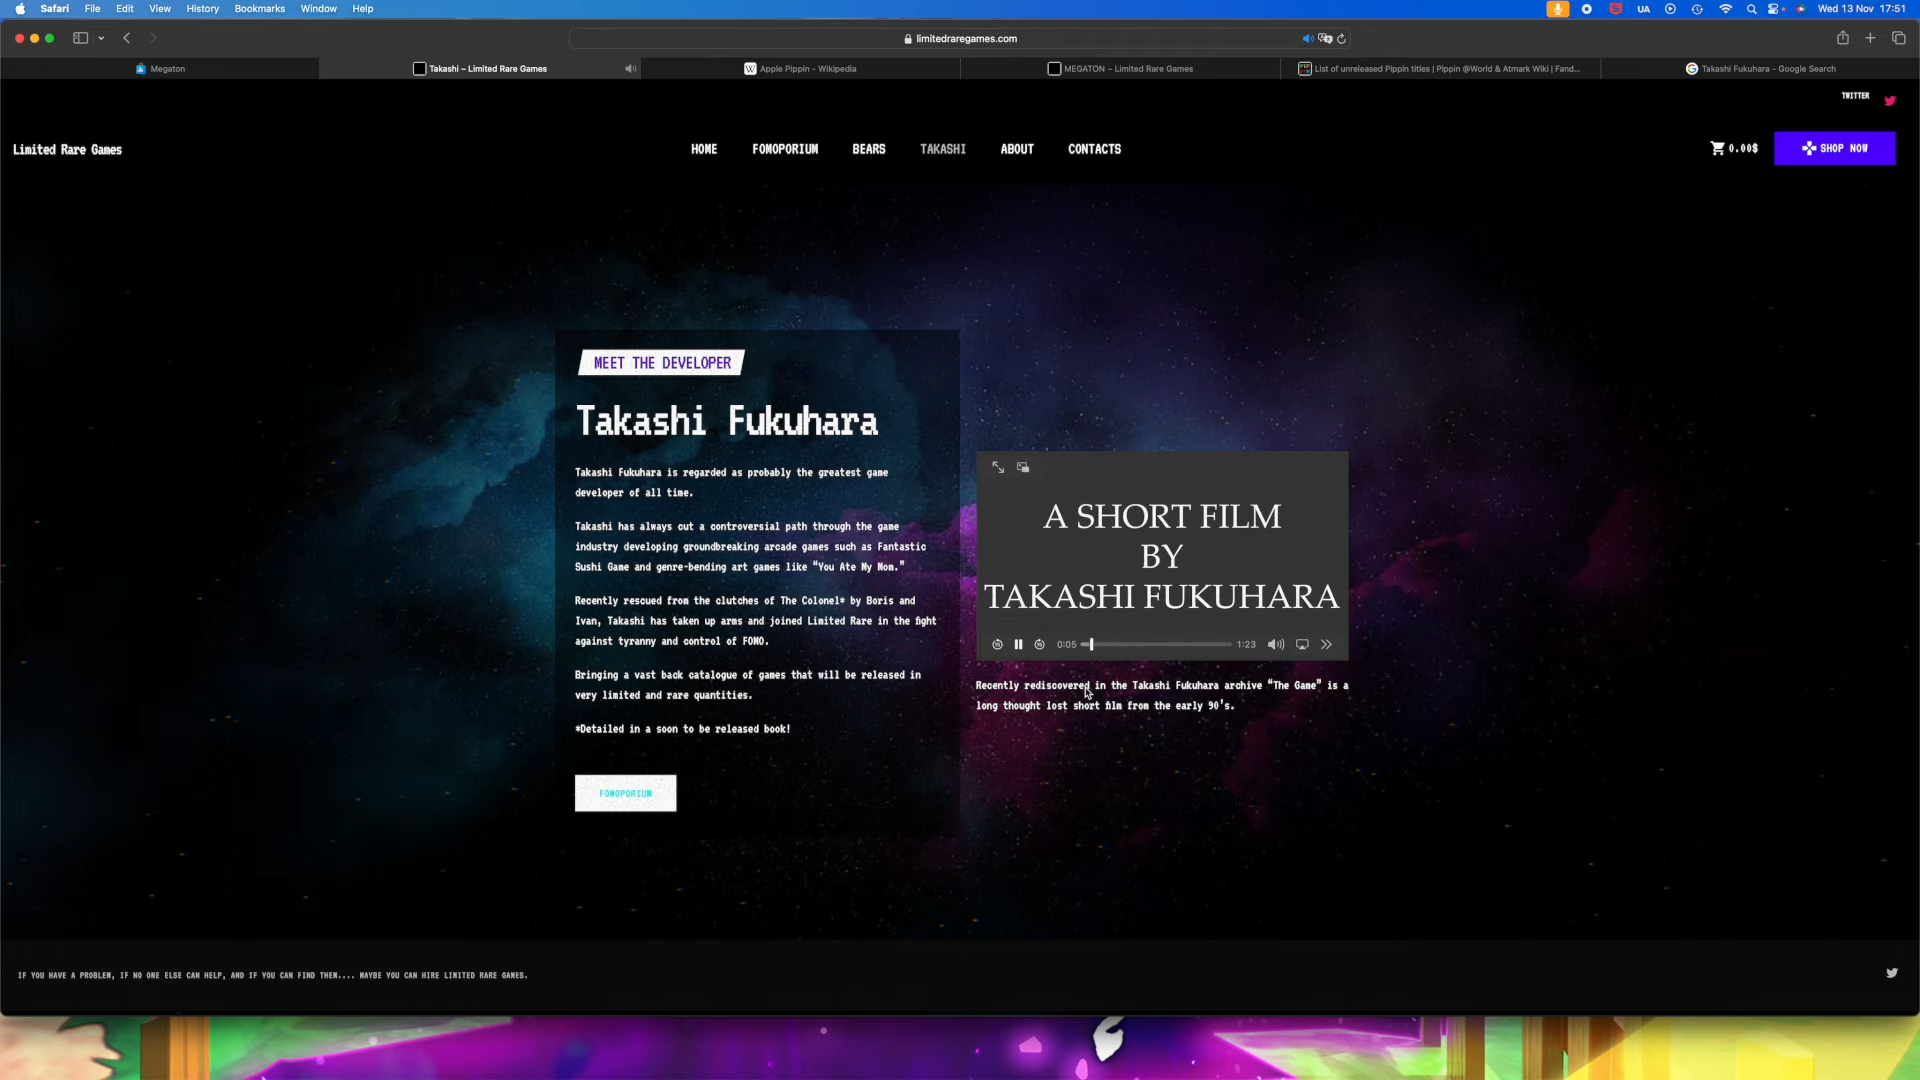 Safari File Edit View History Bookmarks Window Help
UA Wed 13 Nov 17:51
limitedraregames.com
Megaton
Takashi – Limited Rare Games
Apple Pippin - Wikipedia
MEGATON – Limited Rare Games
List of unreleased Pippin titles | Pippin @World & Atmark Wiki | Fand...
Takashi Fukuhara - Google Search
TWITTER
Limited Rare Games
HOME FOMOPORIUM BEARS TAKASHI ABOUT CONTACTS
0.00$
SHOP NOW
MEET THE DEVELOPER
Takashi Fukuhara
Takashi Fukuhara is regarded as probably the greatest game
developer of all time.
Takashi has always cut a controversial path through the game
industry developing groundbreaking arcade games such as Fantastic
Sushi Game and genre-bending art games like “You Ate My Mom.”
Recently rescued from the clutches of The Colonel* by Boris and
Ivan, Takashi has taken up arms and joined Limited Rare in the fight
against tyranny and control of FOMO.
Bringing a vast back catalogue of games that will be released in
very limited and rare quantities.
*Detailed in a soon to be released book!
FOMOPORIUM
A SHORT FILM
BY
TAKASHI FUKUHARA
0:05 1:23
Recently rediscovered in the Takashi Fukuhara archive “The Game” is a
long thought lost short film from the early 90’s.
IF YOU HAVE A PROBLEM, IF NO ONE ELSE CAN HELP, AND IF YOU CAN FIND THEM.... MAYBE YOU CAN HIRE LIMITED RARE GAMES.